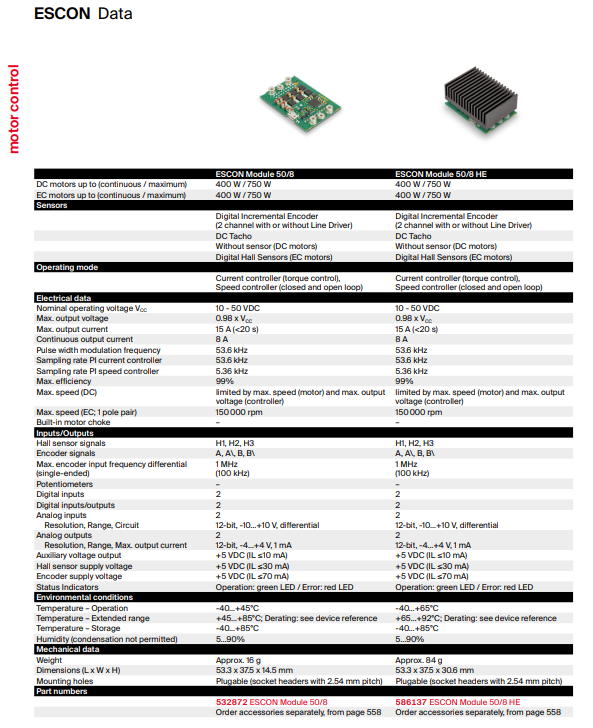 ESCON Data
motor control
ESCON Module 50/8 ESCON Module 50/8 HE
DC motors up to (continuous / maximum) 400 W / 750 W 400 W / 750 W
EC motors up to (continuous / maximum) 400 W / 750 W 400 W / 750 W
Sensors
Digital Incremental Encoder Digital Incremental Encoder
(2 channel with or without Line Driver) (2 channel with or without Line Driver)
DC Tacho DC Tacho
Without sensor (DC motors) Without sensor (DC motors)
Digital Hall Sensors (EC motors) Digital Hall Sensors (EC motors)
Operating mode
Current controller (torque control), Current controller (torque control),
Speed controller (closed and open loop) Speed controller (closed and open loop)
Electrical data
Nominal operating voltage VCC 10 - 50 VDC 10 - 50 VDC
Max. output voltage 0.98 x VCC 0.98 x VCC
Max. output current 15 A (<20 s) 15 A (<20 s)
Continuous output current 8 A 8 A
Pulse width modulation frequency 53.6 kHz 53.6 kHz
Sampling rate PI current controller 53.6 kHz 53.6 kHz
Sampling rate PI speed controller 5.36 kHz 5.36 kHz
Max. efficiency 99% 99%
Max. speed (DC) limited by max. speed (motor) and max. output limited by max. speed (motor) and max. output
voltage (controller) voltage (controller)
Max. speed (EC; 1 pole pair) 150 000 rpm 150 000 rpm
Built-in motor choke – –
Inputs/Outputs
Hall sensor signals H1, H2, H3 H1, H2, H3
Encoder signals A, A\, B, B\ A, A\, B, B\
Max. encoder input frequency differential 1 MHz 1 MHz
(single-ended) (100 kHz) (100 kHz)
Potentiometers – –
Digital inputs 2 2
Digital inputs/outputs 2 2
Analog inputs 2 2
Resolution, Range, Circuit 12-bit, -10...+10 V, differential 12-bit, -10...+10 V, differential
Analog outputs 2 2
Resolution, Range, Max. output current 12-bit, -4...+4 V, 1 mA 12-bit, -4...+4 V, 1 mA
Auxiliary voltage output +5 VDC (IL ≤10 mA) +5 VDC (IL ≤10 mA)
Hall sensor supply voltage +5 VDC (IL ≤30 mA) +5 VDC (IL ≤30 mA)
Encoder supply voltage +5 VDC (IL ≤70 mA) +5 VDC (IL ≤70 mA)
Status Indicators Operation: green LED / Error: red LED Operation: green LED / Error: red LED
Environmental conditions
Temperature – Operation -40...+45°C -40...+65°C
Temperature – Extended range +45...+85°C; Derating: see device reference +65...+92°C; Derating: see device reference
Temperature – Storage -40...+85°C -40...+85°C
Humidity (condensation not permitted) 5...90% 5...90%
Mechanical data
Weight Approx. 16 g Approx. 84 g
Dimensions (L x W x H) 53.3 x 37.5 x 14.5 mm 53.3 x 37.5 x 30.6 mm
Mounting holes Plugable (socket headers with 2.54 mm pitch) Plugable (socket headers with 2.54 mm pitch)
Part numbers
532872 ESCON Module 50/8 586137 ESCON Module 50/8 HE
Order accessories separately, from page 558 Order accessories separately, from page 558